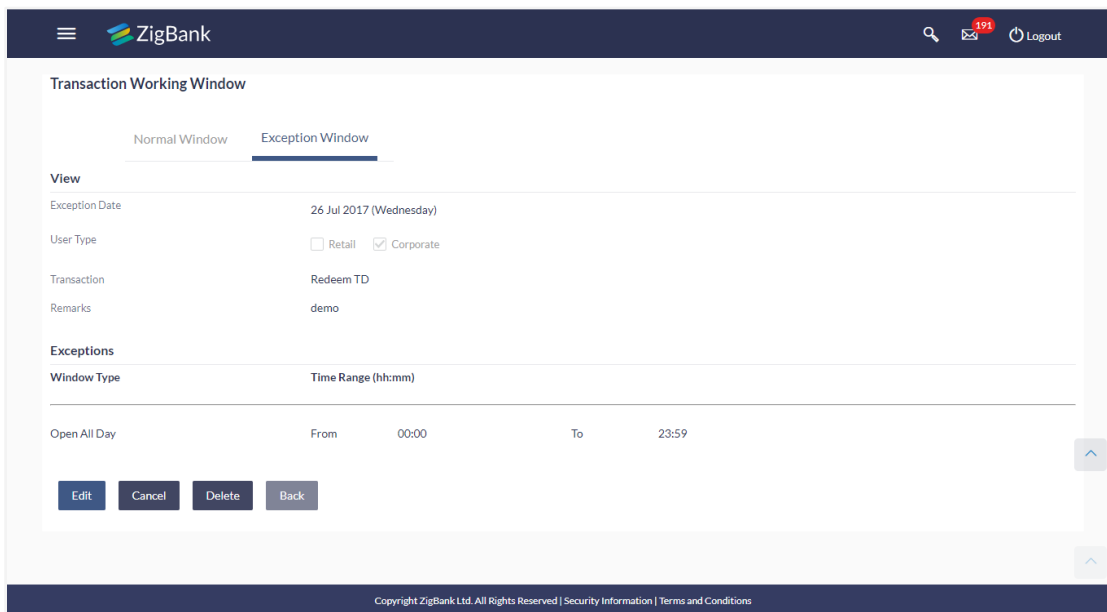 ZigBank 191 Logout
Transaction Working Window
Normal Window Exception Window
View
Exception Date 26 Jul 2017 (Wednesday)
User Type Retail Corporate
Transaction Redeem TD
Remarks demo
Exceptions
Window Type Time Range (hh:mm)
Open All Day From 00:00 To 23:59
Edit Cancel Delete Back
Copyright ZigBank Ltd. All Rights Reserved | Security Information | Terms and Conditions